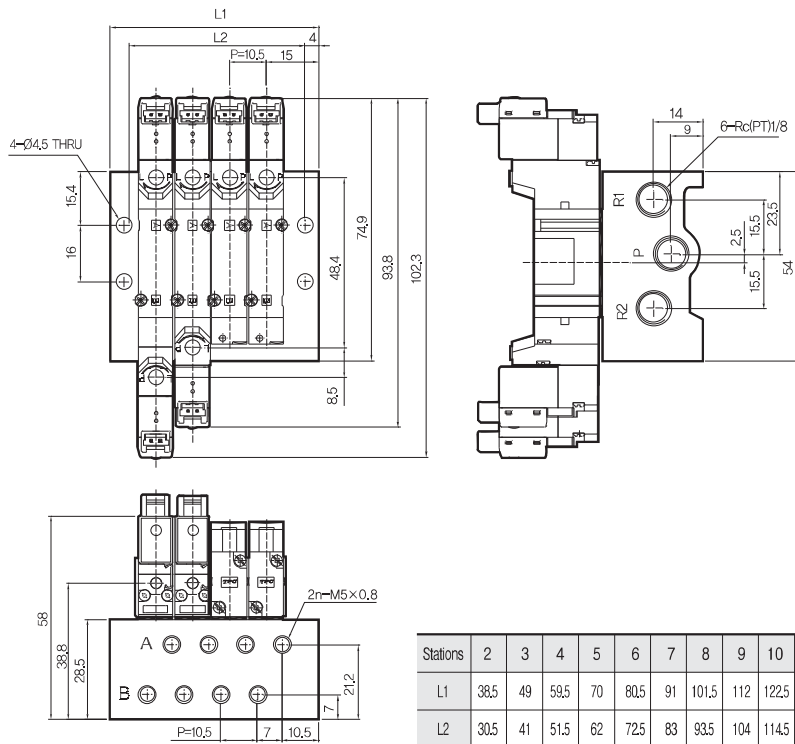 L1
L2
4
P=10.5
15
4-Ø4.5 THRU
15.4
16
48.4
74.9
93.8
102.3
8.5
14
9
6-Rc(PT)1/8
R1
P
R2
2.5
15.5
15.5
23.5
54
58
38.8
28.5
A
B
2n-M5×0.8
21.2
7
P=10.5
7
10.5
Stations 2 3 4 5 6 7 8 9 10
L1 38.5 49 59.5 70 80.5 91 101.5 112 122.5
L2 30.5 41 51.5 62 72.5 83 93.5 104 114.5